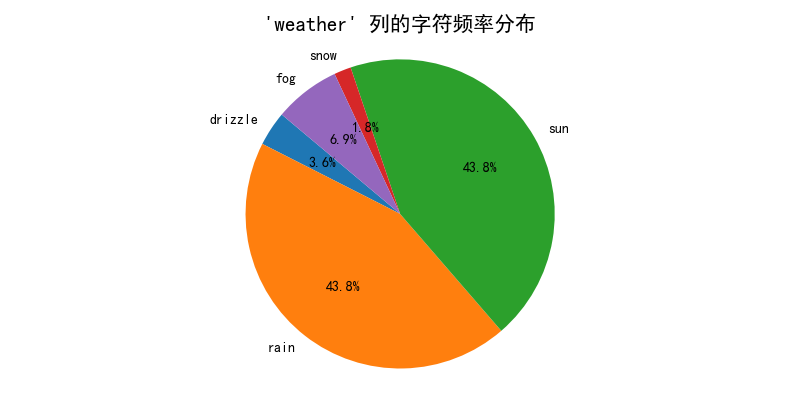 'weather' 列的字符频率分布
snow
fog
drizzle
sun
1.8%
6.9%
3.6%
43.8%
43.8%
rain